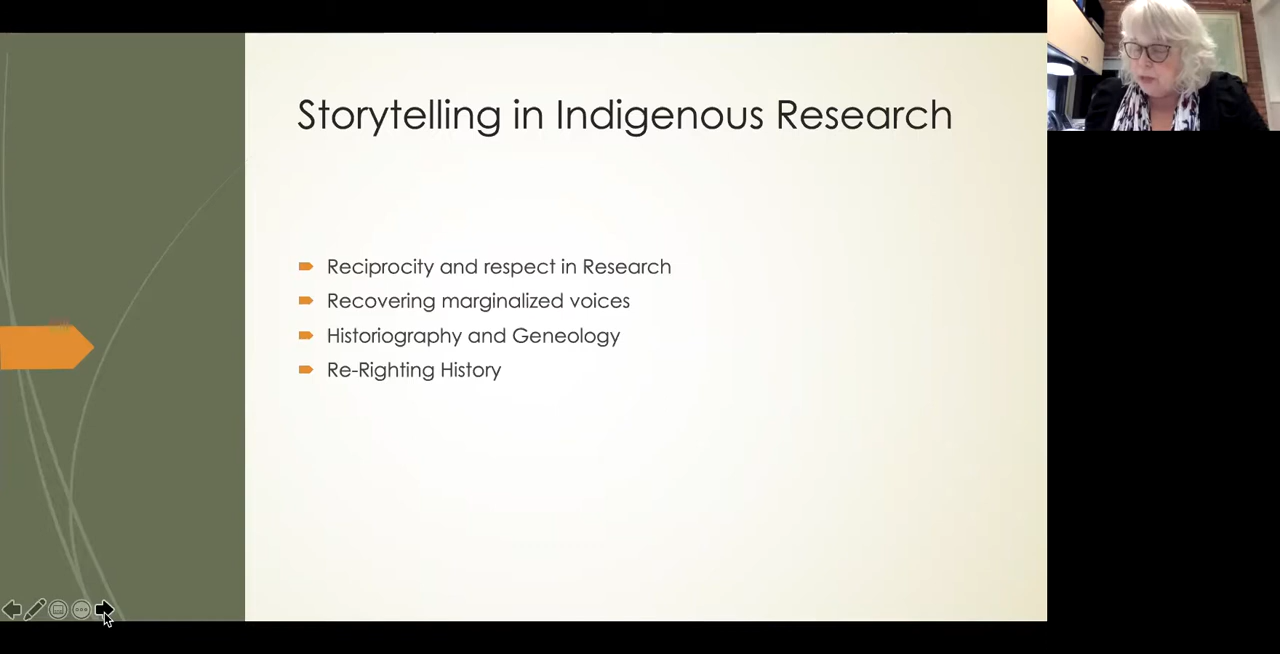 Storytelling in Indigenous Research
Reciprocity and respect in Research
Recovering marginalized voices
Historiography and Geneology
Re-Righting History